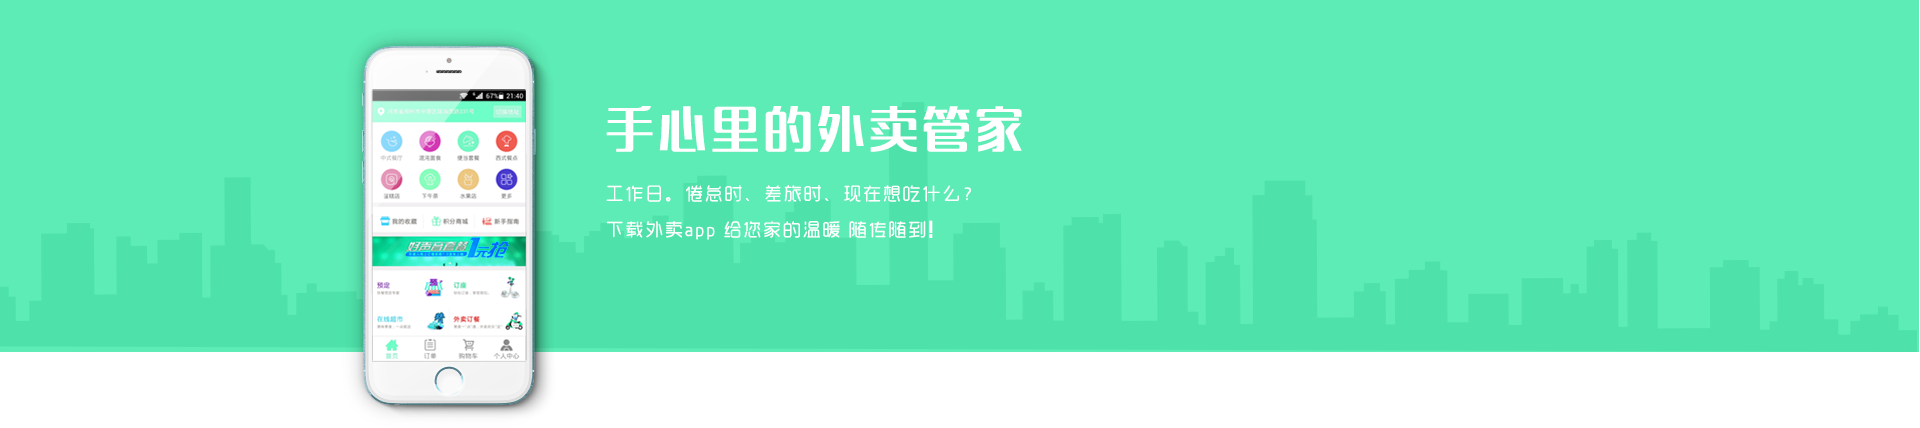 67% 21:40
中式餐厅 便当套餐 西式餐点
蛋糕店 下午茶 水果店 更多
我的收藏 积分商城 新手指南
好声音套餐1元抢
预定 订座
在线超市 外卖订餐
首页 订单 购物车 个人中心
手心里的外卖管家
工作日。倦怠时、差旅时、现在想吃什么？
下载外卖app 给您家的温暖 随传随到！